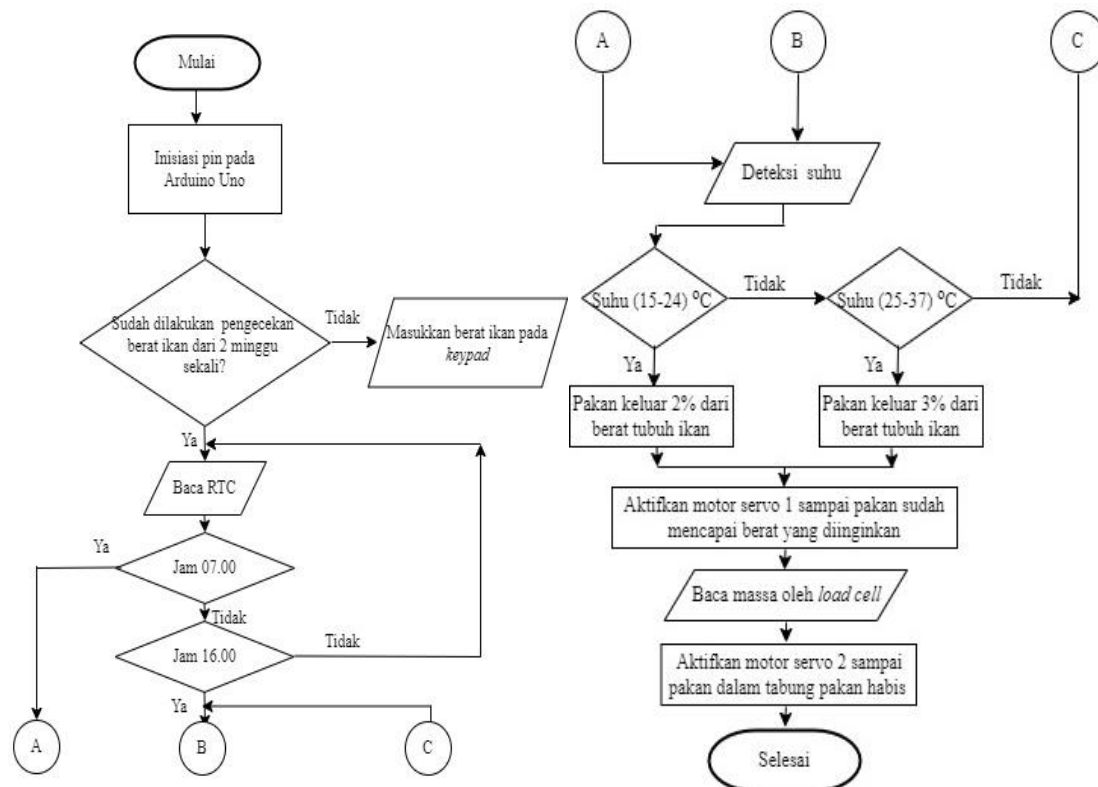 Mulai
Inisiasi pin pada
Arduino Uno
Sudah dilakukan pengecekan
berat ikan dari 2 minggu
sekali?
Tidak
Masukkan berat ikan pada
keypad
Ya
Baca RTC
Ya
Jam 07.00
Tidak
Jam 16.00
Tidak
Ya
A
B
C
A
B
C
Deteksi suhu
Suhu (15-24) °C
Tidak
Suhu (25-37) °C
Tidak
Ya
Ya
Pakan keluar 2% dari
berat tubuh ikan
Pakan keluar 3% dari
berat tubuh ikan
Aktifkan motor servo 1 sampai pakan sudah
mencapai berat yang diinginkan
Baca massa oleh load cell
Aktifkan motor servo 2 sampai
pakan dalam tabung pakan habis
Selesai